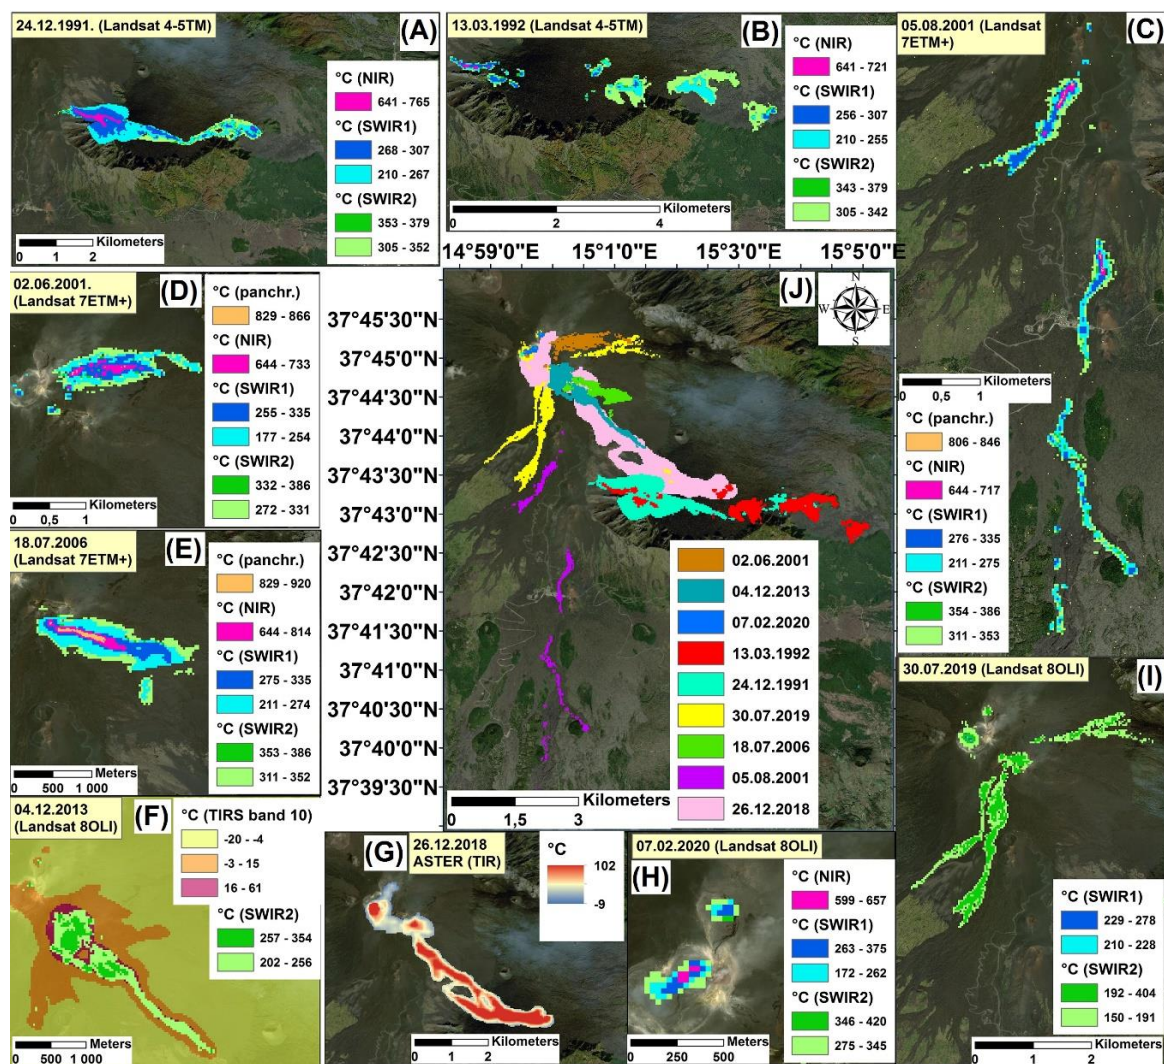 24.12.1991. (Landsat 4-5TM)
(A)
°C (NIR)
641 - 765
°C (SWIR1)
268 - 307
210 - 267
°C (SWIR2)
353 - 379
305 - 352
0 1 2
Kilometers
13.03.1992 (Landsat 4-5TM)
(B)
°C (NIR)
641 - 721
°C (SWIR1)
256 - 307
210 - 255
°C (SWIR2)
343 - 379
305 - 342
0 2 4
Kilometers
05.08.2001 (Landsat
7ETM+)
(C)
0 0,5 1
Kilometers
°C (panchr.)
806 - 846
°C (NIR)
644 - 717
°C (SWIR1)
276 - 335
211 - 275
°C (SWIR2)
354 - 386
311 - 353
02.06.2001.
(Landsat 7ETM+)
(D)
°C (panchr.)
829 - 866
°C (NIR)
644 - 733
°C (SWIR1)
255 - 335
177 - 254
°C (SWIR2)
332 - 386
272 - 331
0 0,5 1
Kilometers
18.07.2006
(Landsat 7ETM+)
(E)
°C (panchr.)
829 - 920
°C (NIR)
644 - 814
°C (SWIR1)
275 - 335
211 - 274
°C (SWIR2)
353 - 386
311 - 352
Meters
0 500 1 000
14°59'0"E 15°1'0"E 15°3'0"E 15°5'0"E
(J)
N
W E
S
37°45'30"N
37°45'0"N
37°44'30"N
37°44'0"N
37°43'30"N
37°43'0"N
37°42'30"N
37°42'0"N
37°41'30"N
37°41'0"N
37°40'30"N
37°40'0"N
37°39'30"N
02.06.2001
04.12.2013
07.02.2020
13.03.1992
24.12.1991
30.07.2019
18.07.2006
05.08.2001
26.12.2018
Kilometers
0 1,5 3
04.12.2013
(Landsat 8OLI)
(F)
°C (TIRS band 10)
-20 - -4
-3 - 15
16 - 61
°C (SWIR2)
257 - 354
202 - 256
Meters
0 500 1 000
(G)
26.12.2018
ASTER (TIR)
°C
102
-9
Kilometers
0 1 2
07.02.2020 (Landsat 8OLI)
(H)
°C (NIR)
599 - 657
°C (SWIR1)
263 - 375
172 - 262
°C (SWIR2)
346 - 420
275 - 345
Meters
0 250 500
30.07.2019 (Landsat 8OLI)
(I)
°C (SWIR1)
229 - 278
210 - 228
°C (SWIR2)
192 - 404
150 - 191
Kilometers
0 1 2